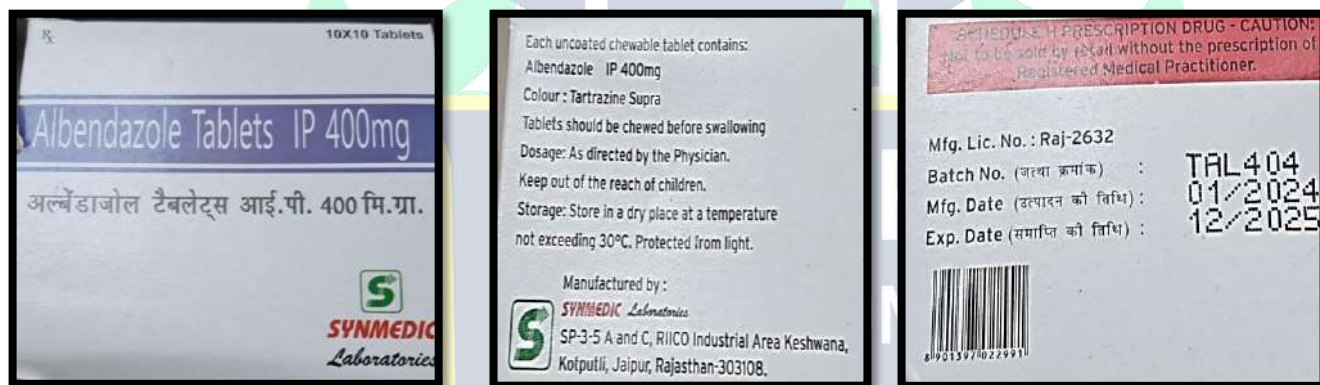 Rx
10X10 Tablets
Albendazole Tablets IP 400mg
अल्बेंडाजोल टैबलेट्स आई.पी. 400 मि.ग्रा.
S
SYNMEDIC
Laboratories
Each uncoated chewable tablet contains:
Albendazole IP 400mg
Colour : Tartrazine Supra
Tablets should be chewed before swallowing
Dosage: As directed by the Physician.
Keep out of the reach of children.
Storage: Store in a dry place at a temperature
not exceeding 30°C. Protected from light.
Manufactured by :
S
SYNMEDIC Laboratories
SP-3-5 A and C, RIICO Industrial Area Keshwana,
Kotputli, Jaipur, Rajasthan-303108.
SCHEDULE H PRESCRIPTION DRUG - CAUTION:
Not to be sold by retail without the prescription of
Registered Medical Practitioner.
Mfg. Lic. No. : Raj-2632
Batch No. (जत्था क्रमांक) : TAL404
Mfg. Date (उत्पादन की तिथि) : 01/2024
Exp. Date (समाप्ति की तिथि) : 12/2025
8 901397 022991